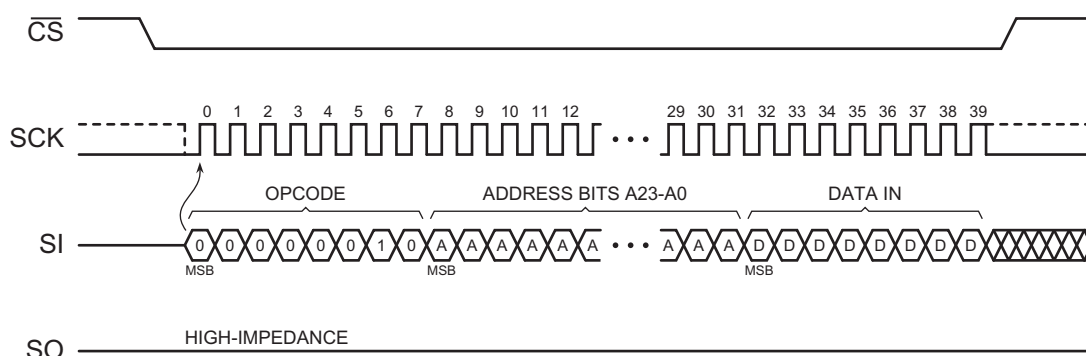 CS
0 1 2 3 4 5 6 7 8 9 10 11 12 29 30 31 32 33 34 35 36 37 38 39
SCK
OPCODE ADDRESS BITS A23-A0 DATA IN
SI 0 0 0 0 0 0 1 0 A A A A A A • • • A A A D D D D D D D D
MSB MSB MSB
HIGH-IMPEDANCE
SO